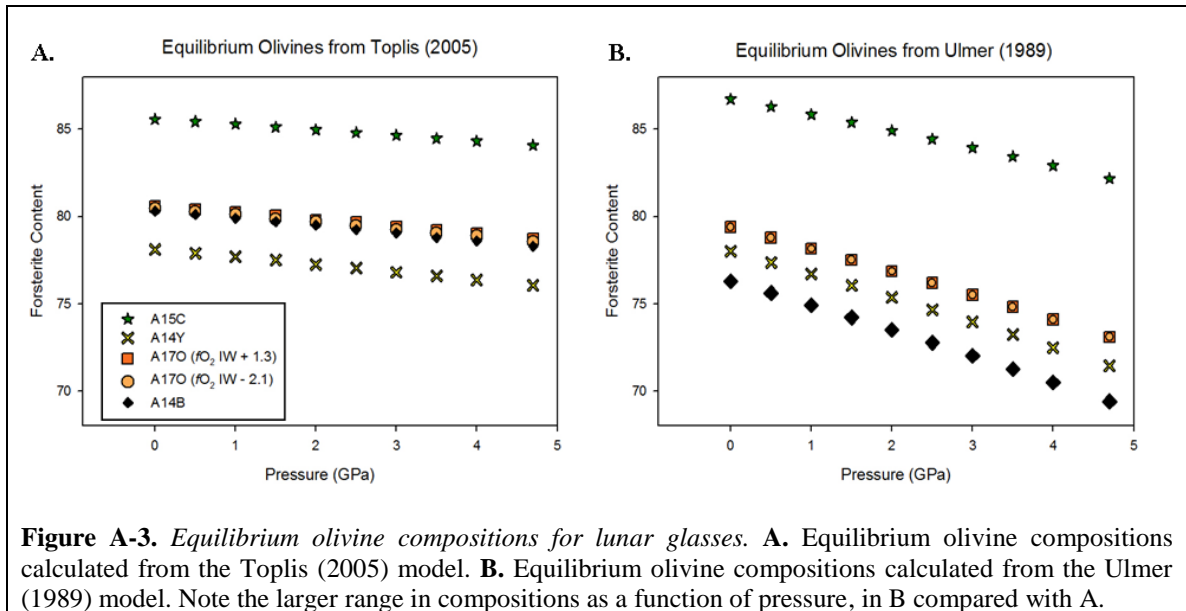 A.
Equilibrium Olivines from Toplis (2005)
Forsterite Content
85
80
75
70
A15C
A14Y
A17O (fO₂ IW + 1.3)
A17O (fO₂ IW - 2.1)
A14B
0 1 2 3 4 5
Pressure (GPa)
B.
Equilibrium Olivines from Ulmer (1989)
Forsterite Content
85
80
75
70
0 1 2 3 4 5
Pressure (GPa)
Figure A-3. Equilibrium olivine compositions for lunar glasses. A. Equilibrium olivine compositions
calculated from the Toplis (2005) model. B. Equilibrium olivine compositions calculated from the Ulmer
(1989) model. Note the larger range in compositions as a function of pressure, in B compared with A.